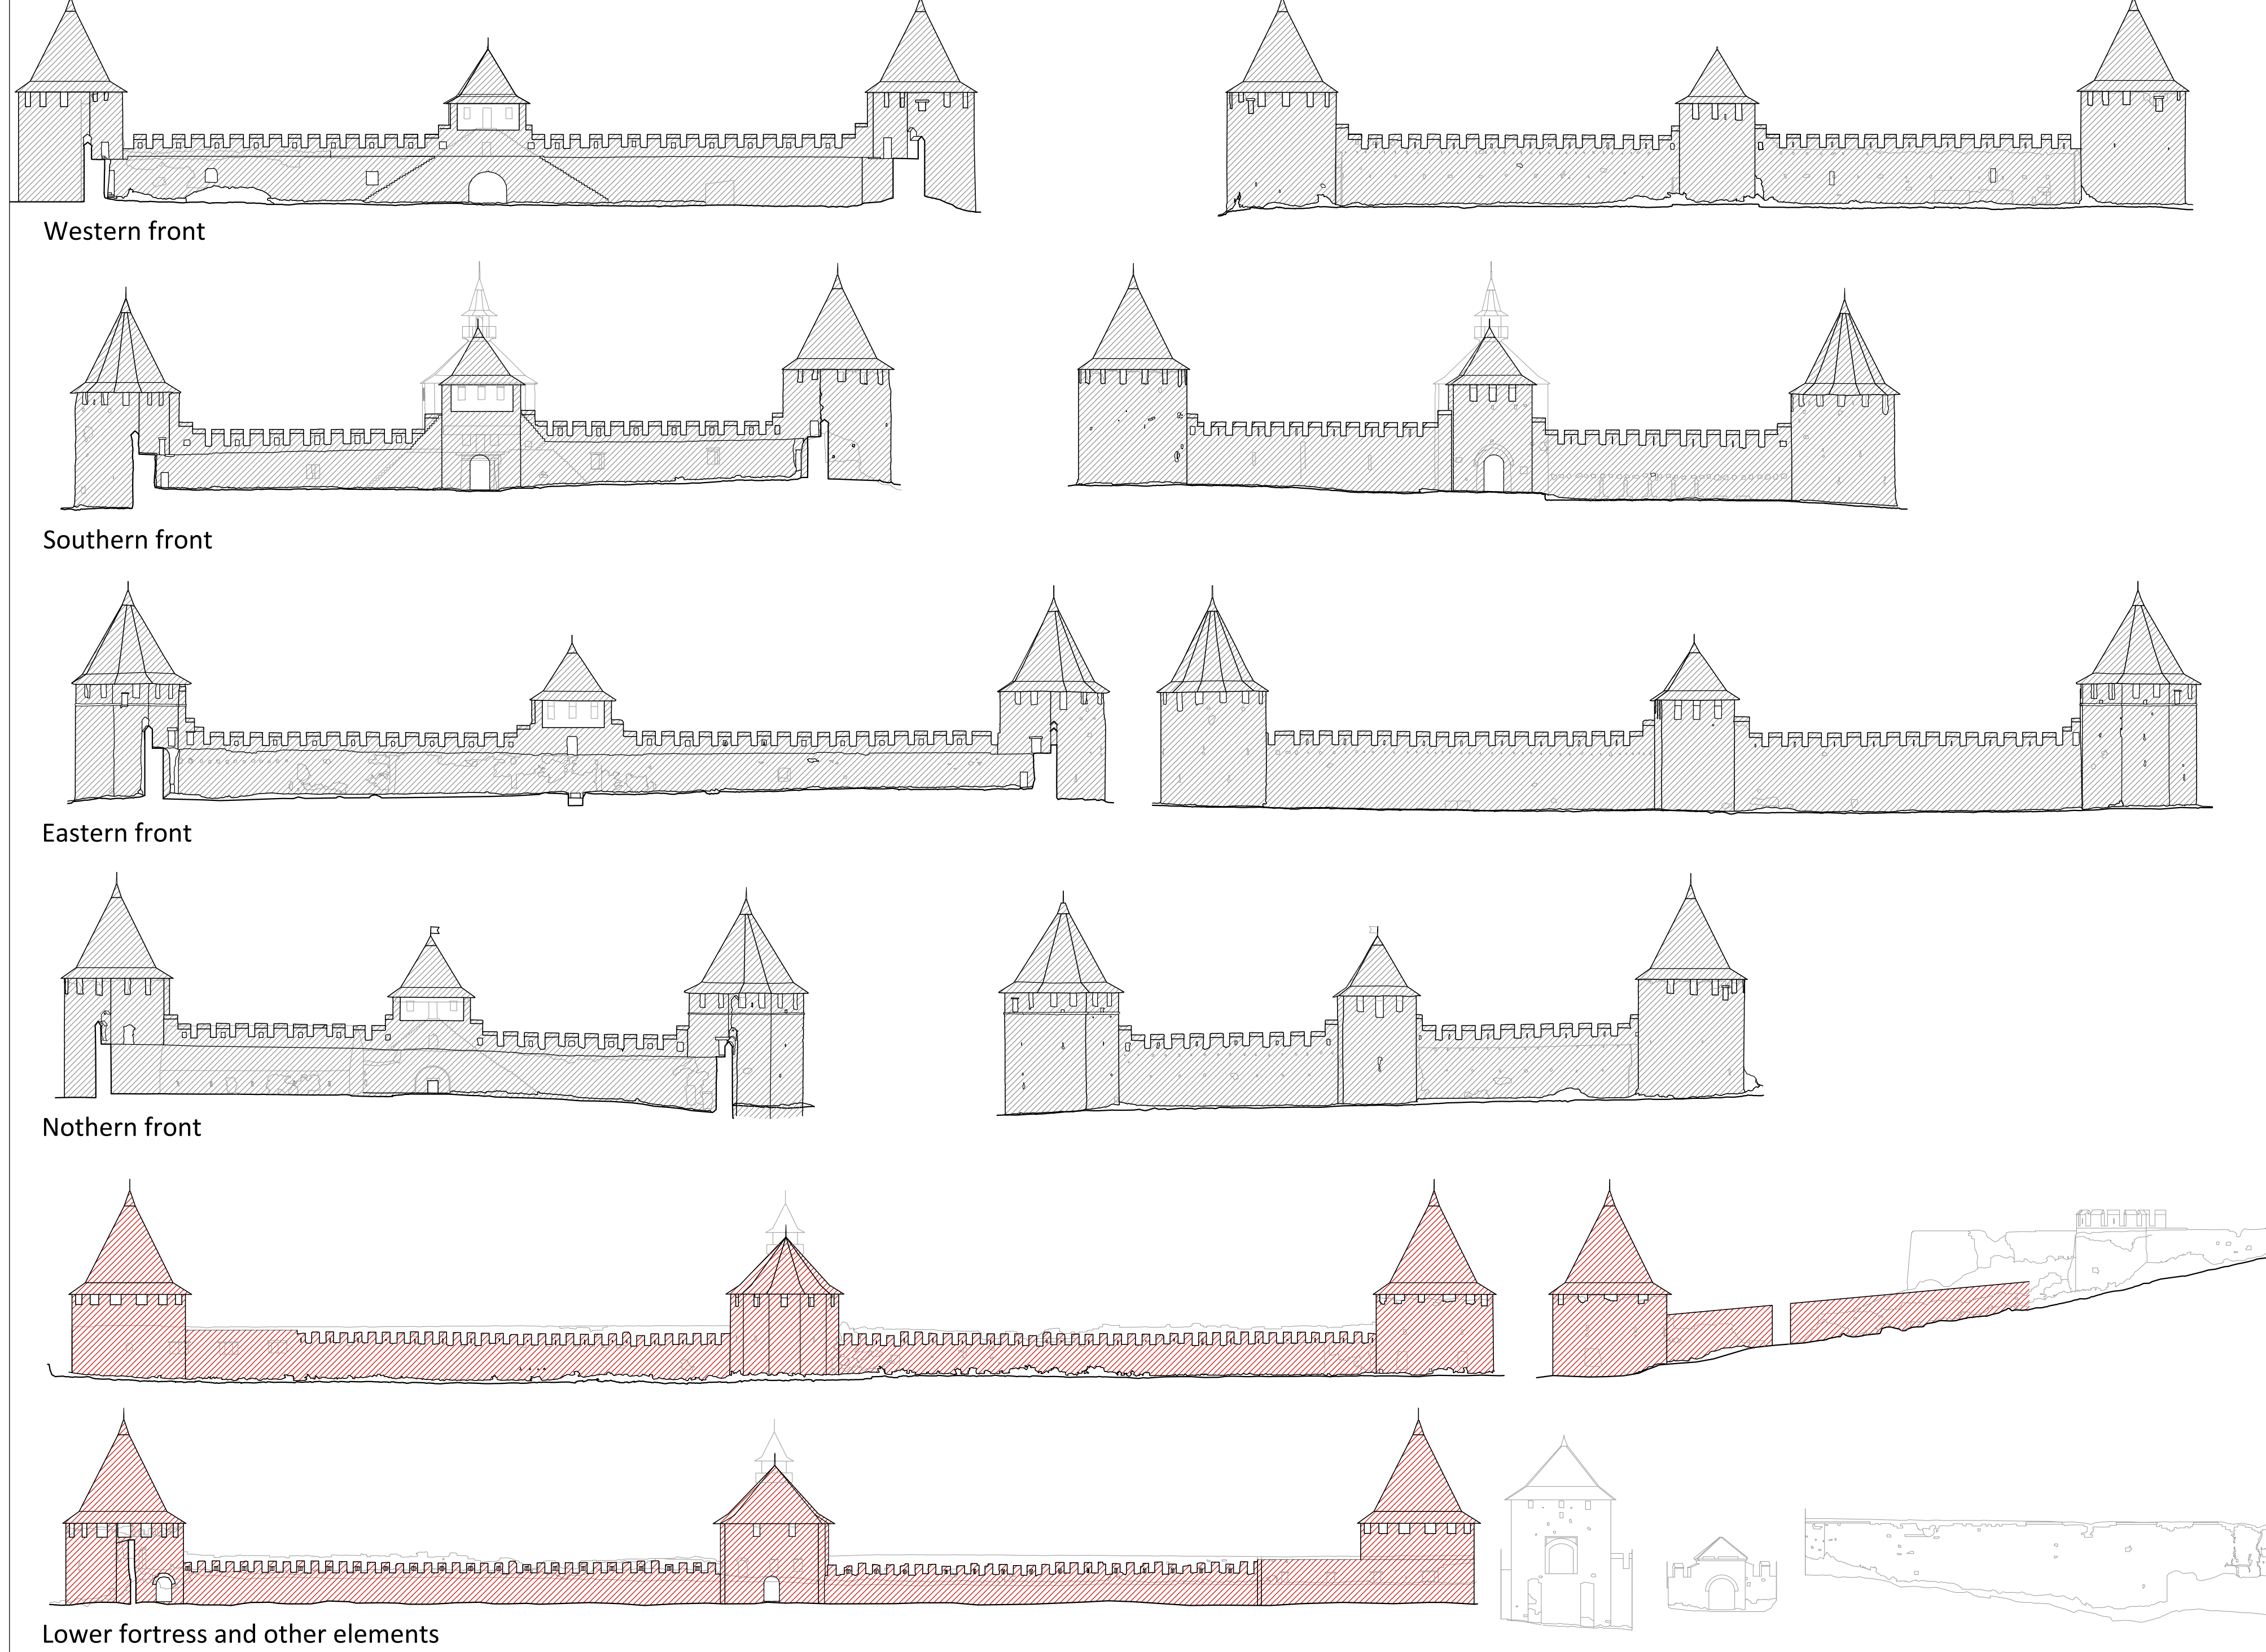 Western front
Southern front
Eastern front
Nothern front
Lower fortress and other elements